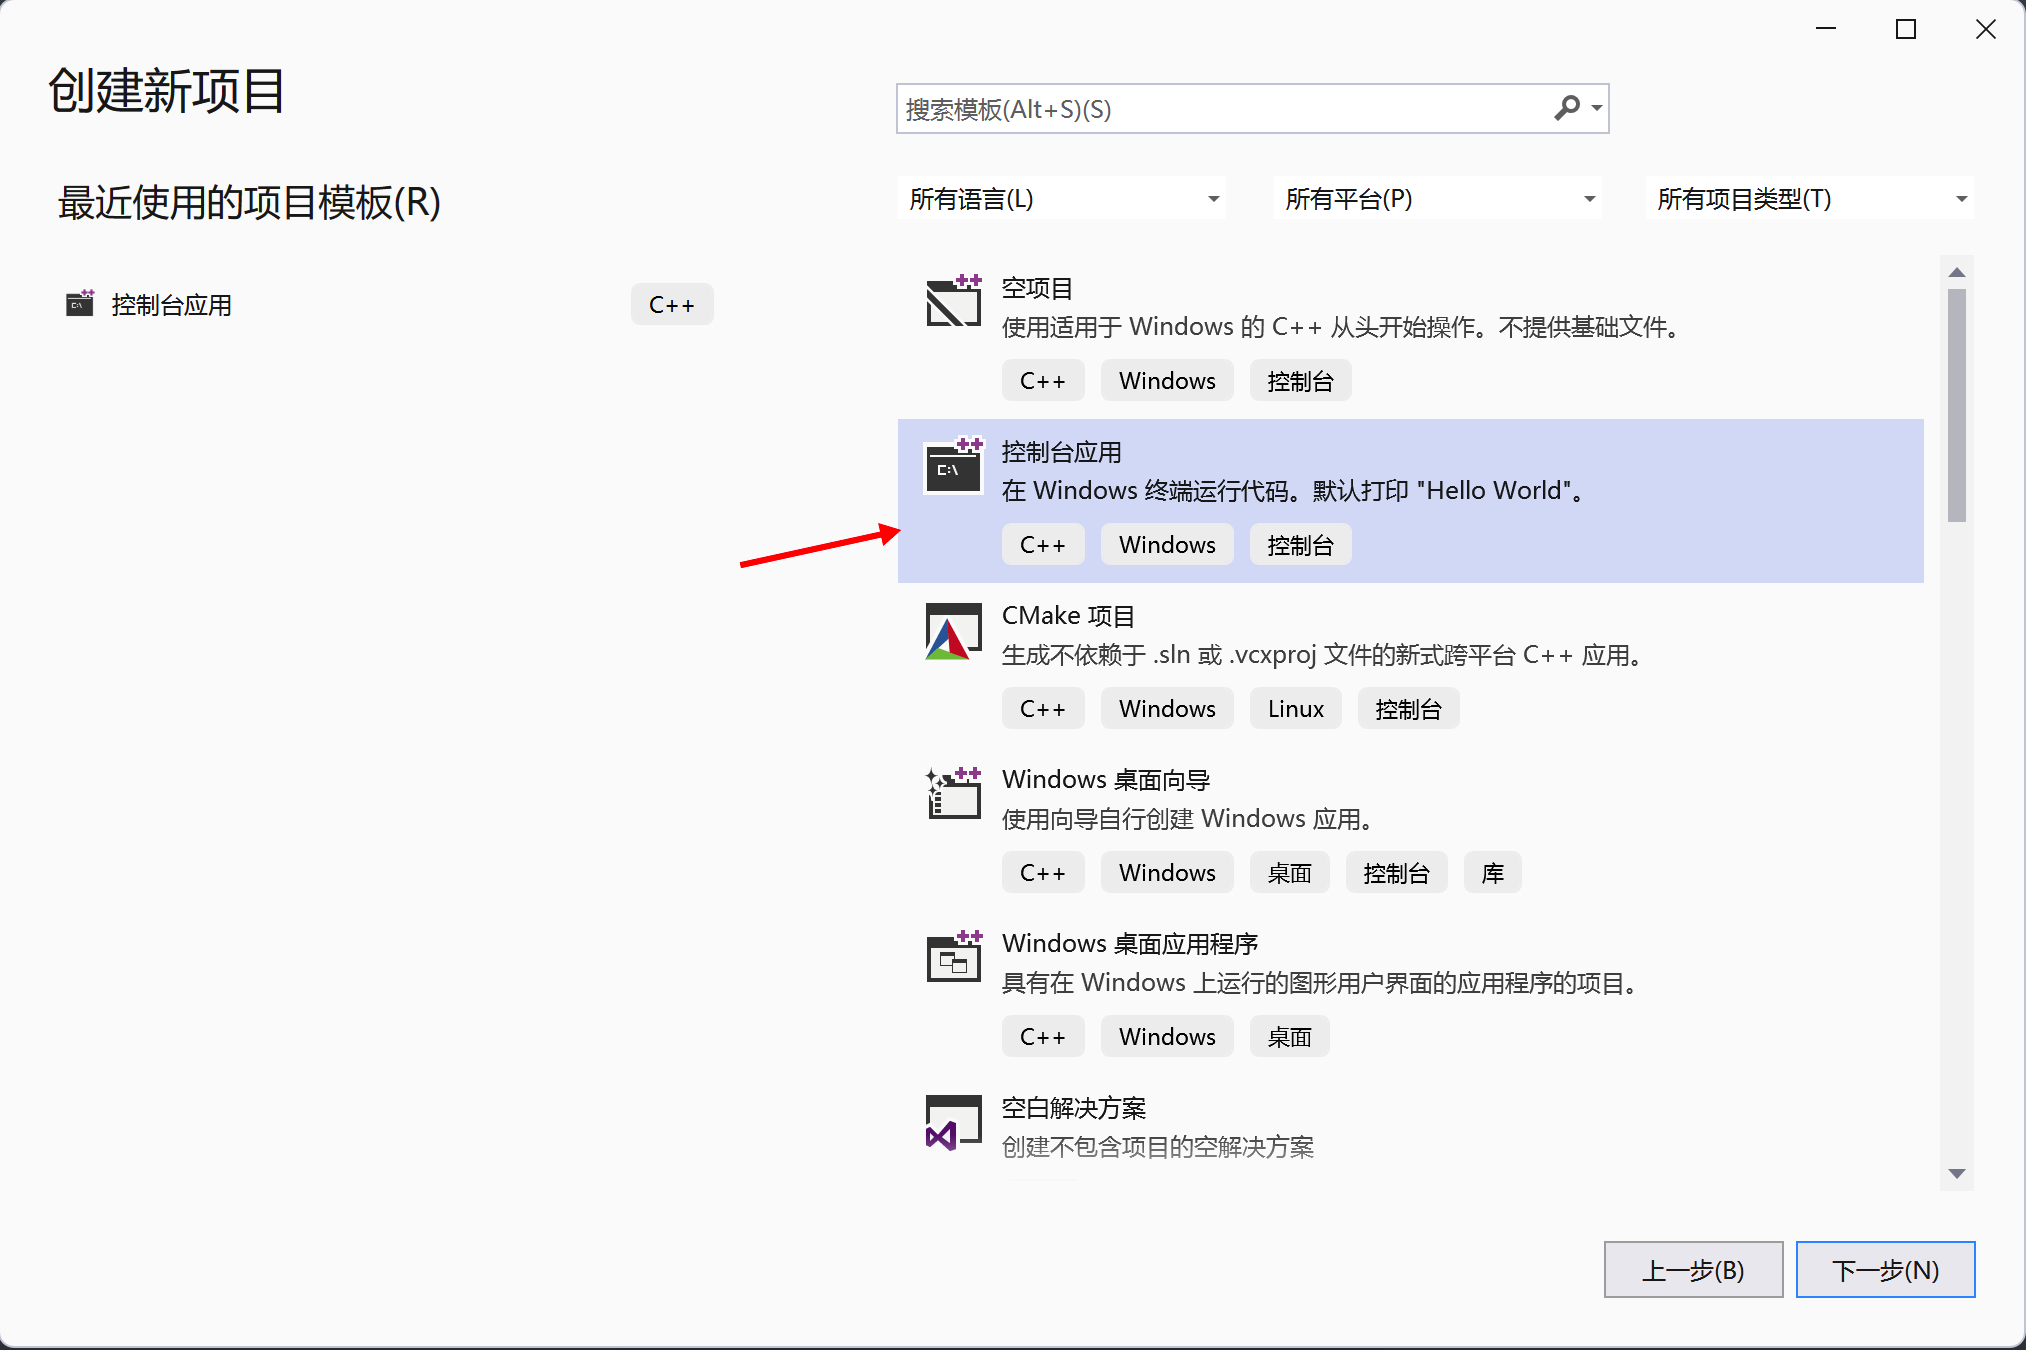 创建新项目
搜索模板(Alt+S)(S)
最近使用的项目模板(R)
所有语言(L) 所有平台(P) 所有项目类型(T)
控制台应用 C++
空项目
使用适用于 Windows 的 C++ 从头开始操作。不提供基础文件。
C++ Windows 控制台
C:\ 控制台应用
在 Windows 终端运行代码。默认打印 "Hello World"。
C++ Windows 控制台
CMake 项目
生成不依赖于 .sln 或 .vcxproj 文件的新式跨平台 C++ 应用。
C++ Windows Linux 控制台
Windows 桌面向导
使用向导自行创建 Windows 应用。
C++ Windows 桌面 控制台 库
Windows 桌面应用程序
具有在 Windows 上运行的图形用户界面的应用程序的项目。
C++ Windows 桌面
空白解决方案
创建不包含项目的空解决方案
上一步(B) 下一步(N)